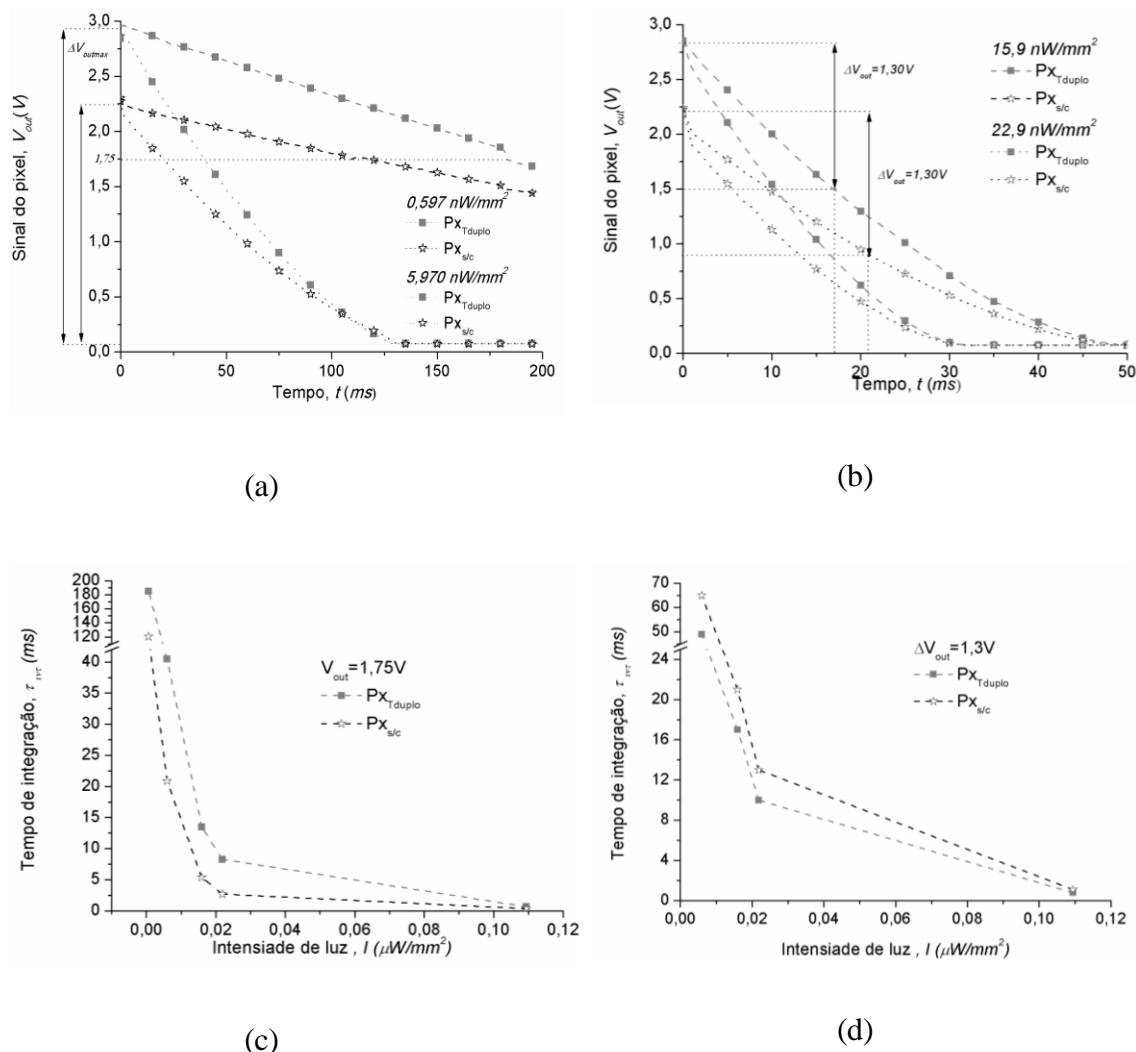 3,0
2,5
2,0
1,75
1,5
1,0
0,5
0,0
Sinal do pixel, V_out(V)
ΔV_outmax
0,597 nW/mm²
Px_Tduplo
Px_s/c
5,970 nW/mm²
Px_Tduplo
Px_s/c
0 50 100 150 200
Tempo, t (ms)
(a)
3,0
2,5
2,0
1,5
1,0
0,5
0,0
Sinal do pixel, V_out(V)
ΔV_out=1,30V
ΔV_out=1,30V
15,9 nW/mm²
Px_Tduplo
Px_s/c
22,9 nW/mm²
Px_Tduplo
Px_s/c
0 10 20 30 40 50
Tempo, t (ms)
(b)
200
180
160
140
120
40
35
30
25
20
15
10
5
0
Tempo de integração, τ_int (ms)
V_out=1,75V
Px_Tduplo
Px_s/c
0,00 0,02 0,04 0,06 0,08 0,10 0,12
Intensiade de luz , I (μW/mm²)
(c)
70
60
50
24
20
16
12
8
4
0
Tempo de integração, τ_int (ms)
ΔV_out=1,3V
Px_Tduplo
Px_s/c
0,00 0,02 0,04 0,06 0,08 0,10 0,12
Intensiade de luz , I (μW/mm²)
(d)